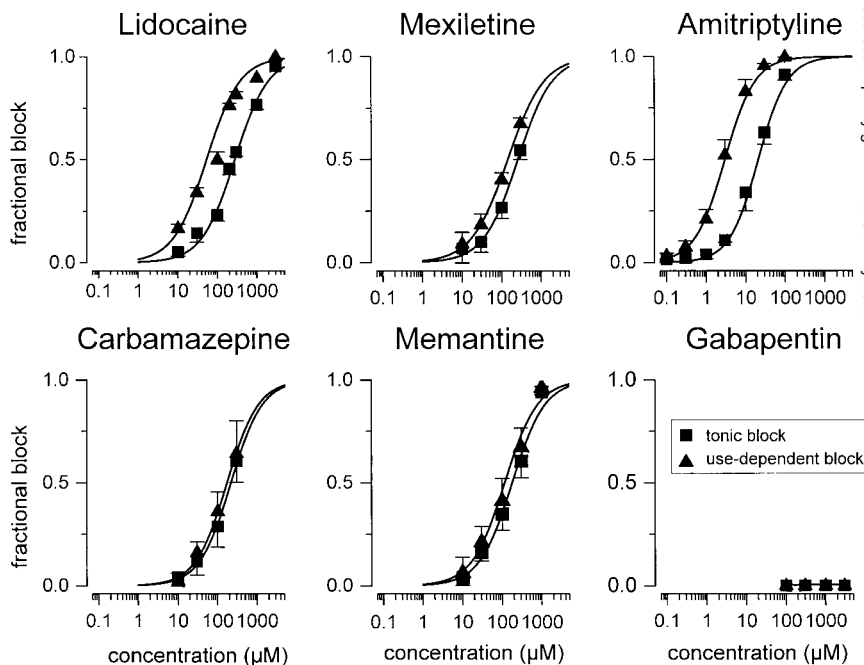 Lidocaine Mexiletine Amitriptyline
fractional block
1.0 1.0 1.0
0.5 0.5 0.5
0.0 0.0 0.0
0.1 1 10 100 1000 0.1 1 10 100 1000 0.1 1 10 100 1000
Carbamazepine Memantine Gabapentin
fractional block
1.0 1.0 1.0
tonic block
use-dependent block
0.5 0.5 0.5
0.0 0.0 0.0
0.1 1 10 100 1000 0.1 1 10 100 1000 0.1 1 10 100 1000
concentration (µM) concentration (µM) concentration (µM)